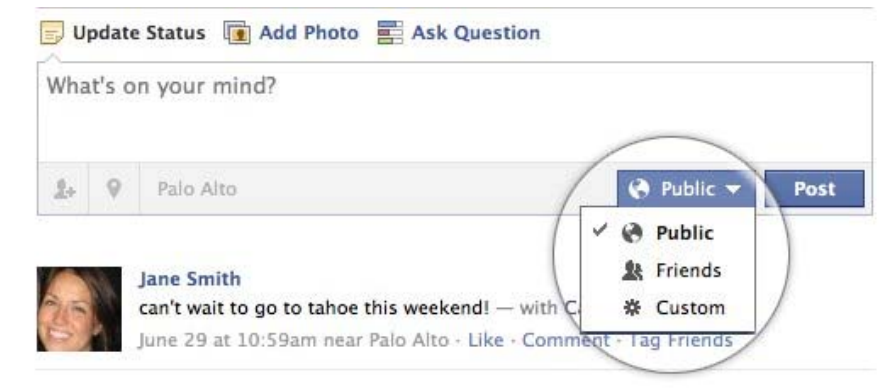 Update Status Add Photo Ask Question
What's on your mind?
Palo Alto Public Post
Public
Friends
Custom
Jane Smith
can't wait to go to tahoe this weekend! — with
June 29 at 10:59am near Palo Alto · Like · Comment · Tag Friends